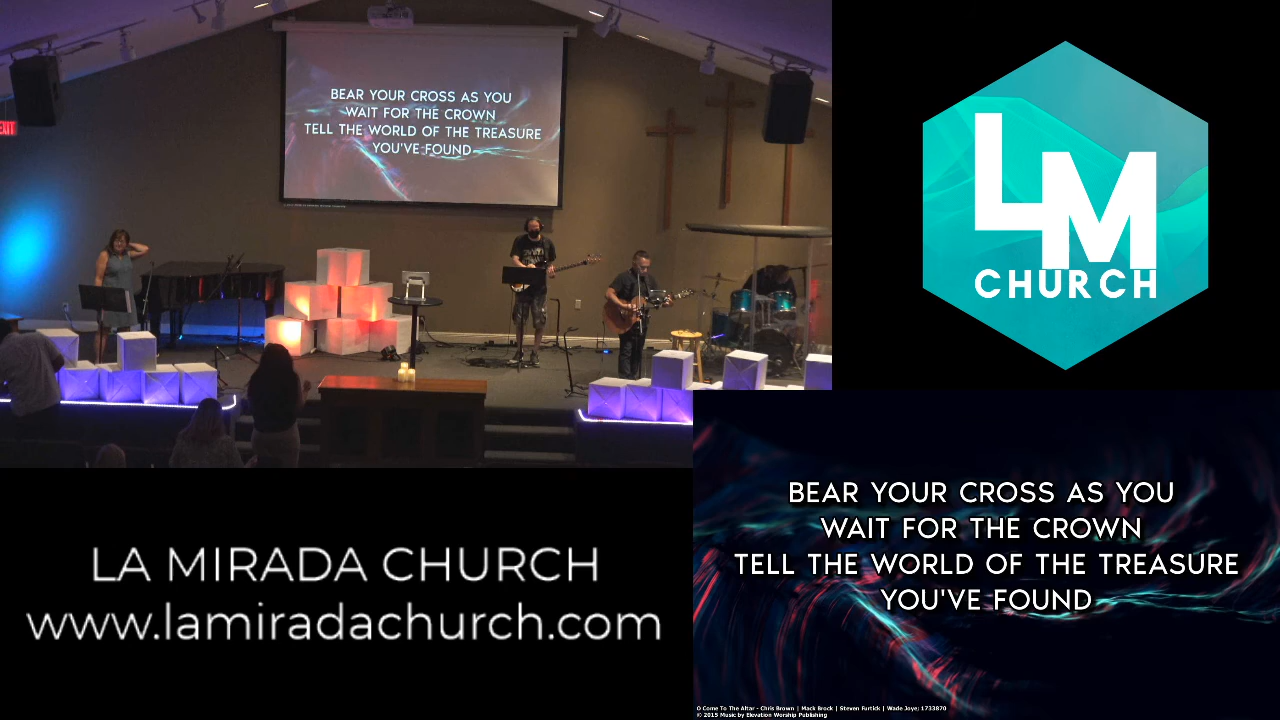 BEAR YOUR CROSS AS YOU
WAIT FOR THE CROWN
TELL THE WORLD OF THE TREASURE
YOU'VE FOUND
EXIT
LM
CHURCH
BEAR YOUR CROSS AS YOU
WAIT FOR THE CROWN
TELL THE WORLD OF THE TREASURE
YOU'VE FOUND
LA MIRADA CHURCH
www.lamiradachurch.com
O Come To The Altar - Chris Brown | Mack Brock | Steven Furtick | Wade Joye; 1733870
© 2015 Music by Elevation Worship Publishing